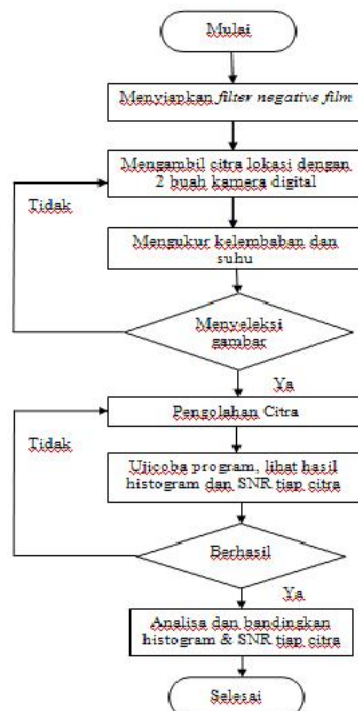 Mulai
Menyiapkan filter negative film
Mengambil citra lokasi dengan
2 buah kamera digital
Tidak
Mengukur kelembaban dan
suhu
Menyeleksi
gambar
Ya
Pengolahan Citra
Tidak
Ujicoba program, lihat hasil
histogram dan SNR tiap citra
Berhasil
Ya
Analisa dan bandingkan
histogram & SNR tiap citra
Selesai